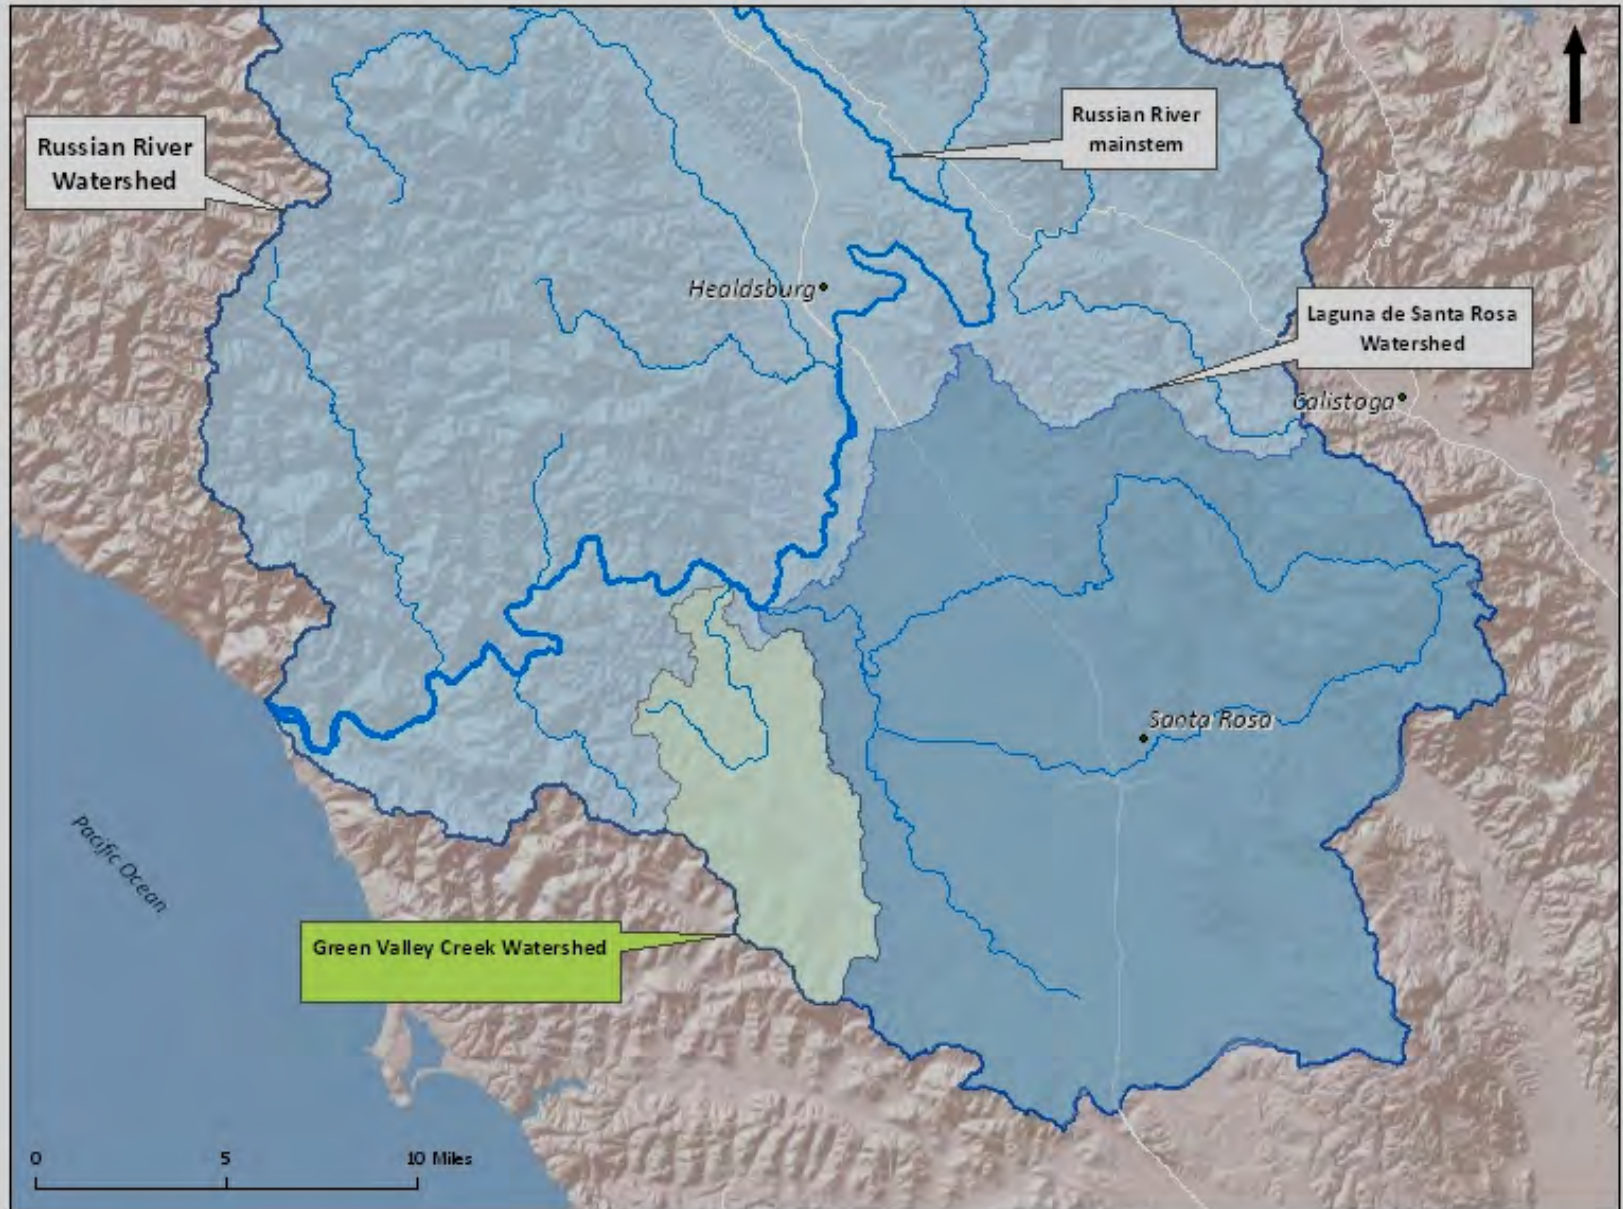 Russian River
Watershed
Russian River
mainstem
Healdsburg
Laguna de Santa Rosa
Watershed
Calistoga
Santa Rosa
Pacific Ocean
Green Valley Creek Watershed
0 5 10 Miles